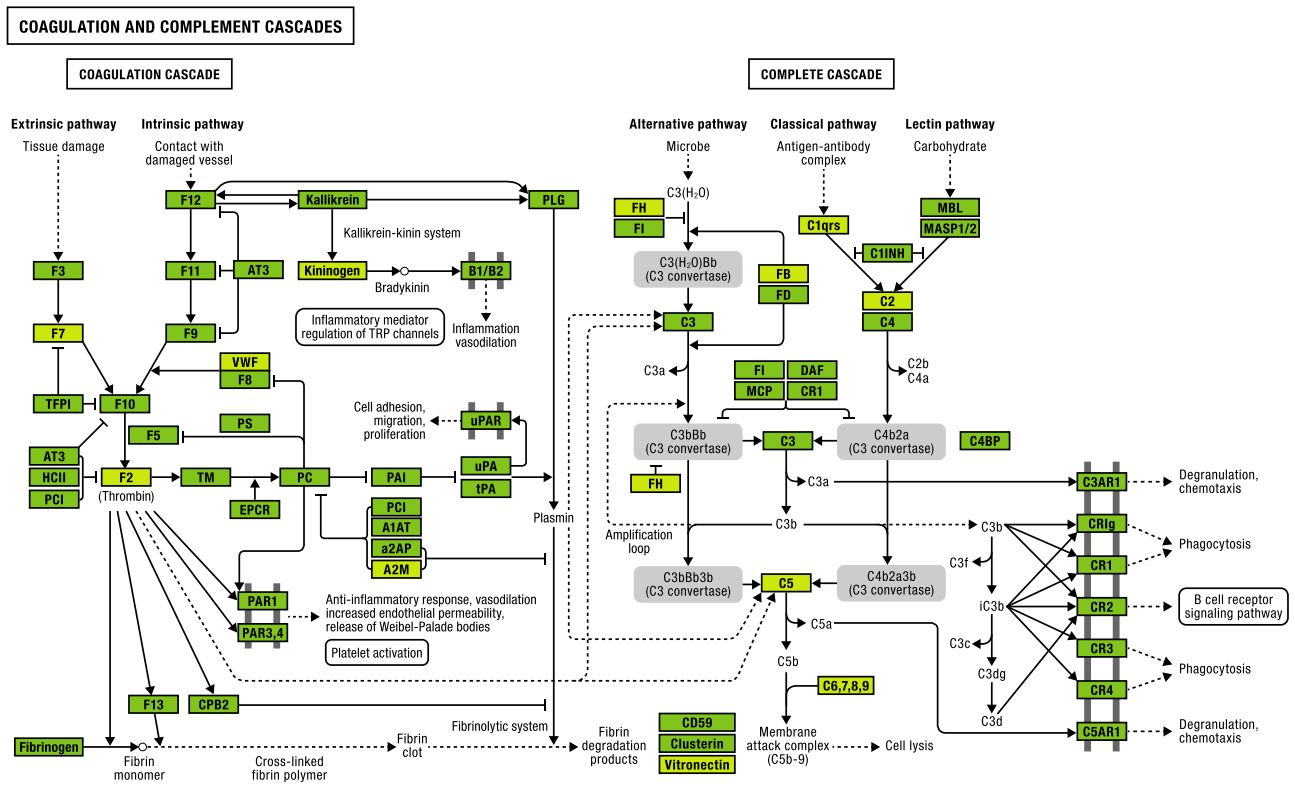 COAGULATION AND COMPLEMENT CASCADES
COAGULATION CASCADE
COMPLETE CASCADE
Extrinsic pathway
Tissue damage
Intrinsic pathway
Contact with
damaged vessel
F12
Kallikrein
PLG
Kallikrein-kinin system
F3
F11
AT3
Kininogen
Bradykinin
B1/B2
F7
F9
Inflammatory mediator
regulation of TRP channels
Inflammation
vasodilation
VWF
F8
TFPI
F10
PS
F5
Cell adhesion,
migration,
proliferation
uPAR
AT3
HCII
PCI
F2
(Thrombin)
TM
PC
PAI
uPA
tPA
EPCR
PCI
A1AT
a2AP
A2M
Plasmin
PAR1
PAR3,4
Anti-inflammatory response, vasodilation
increased endothelial permeability,
release of Weibel-Palade bodies
Platelet activation
F13
CPB2
Fibrinolytic system
Fibrinogen
Fibrin
monomer
Cross-linked
fibrin polymer
Fibrin
clot
Fibrin
degradation
products
Alternative pathway
Microbe
Classical pathway
Antigen-antibody
complex
Lectin pathway
Carbohydrate
C3(H₂O)
FH
FI
C1qrs
MBL
MASP1/2
C1INH
C3(H₂O)Bb
(C3 convertase)
FB
FD
C2
C4
C3
C3a
C2b
C4a
FI
DAF
MCP
CR1
C3bBb
(C3 convertase)
C3
C4b2a
(C3 convertase)
C4BP
FH
C3a
C3b
Amplification
loop
C3bBb3b
(C3 convertase)
C5
C4b2a3b
(C3 convertase)
C5a
C5b
C6,7,8,9
CD59
Clusterin
Vitronectin
Membrane
attack complex
(C5b-9)
Cell lysis
C3b
C3f
iC3b
C3c
C3dg
C3d
C3AR1
Degranulation,
chemotaxis
CRIg
CR1
Phagocytosis
CR2
B cell receptor
signaling pathway
CR3
CR4
Phagocytosis
C5AR1
Degranulation,
chemotaxis